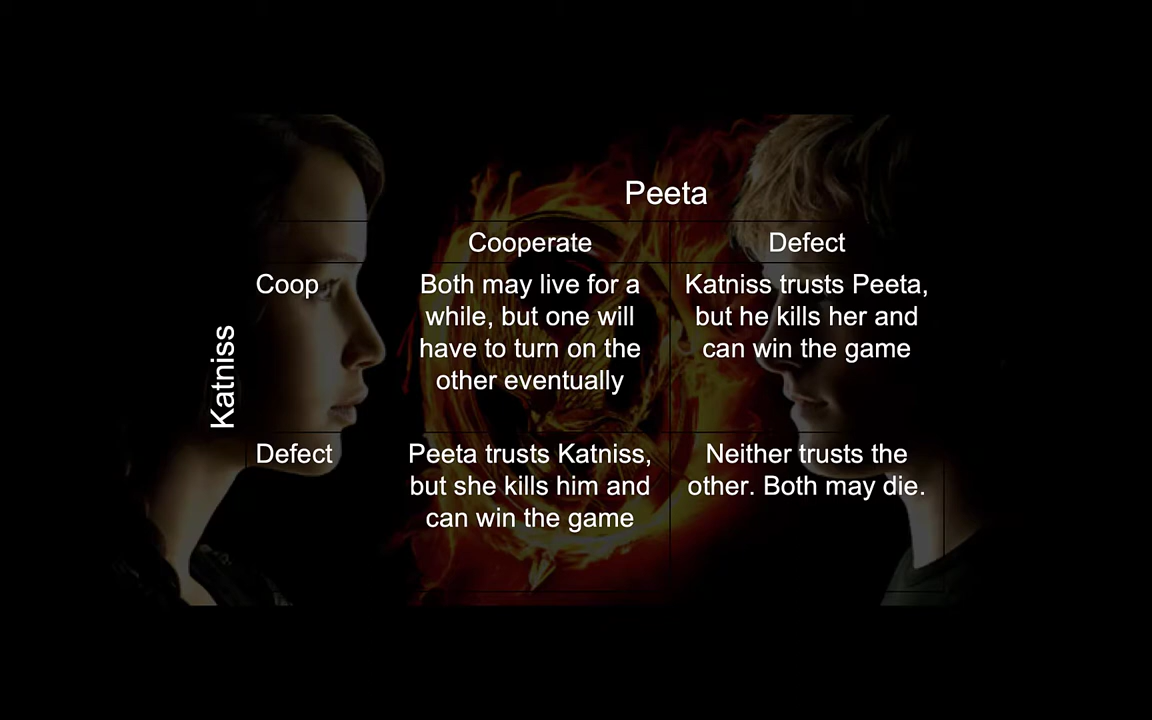 Peeta
Cooperate
Defect
Katniss
Coop
Both may live for a
while, but one will
have to turn on the
other eventually
Katniss trusts Peeta,
but he kills her and
can win the game
Defect
Peeta trusts Katniss,
but she kills him and
can win the game
Neither trusts the
other. Both may die.